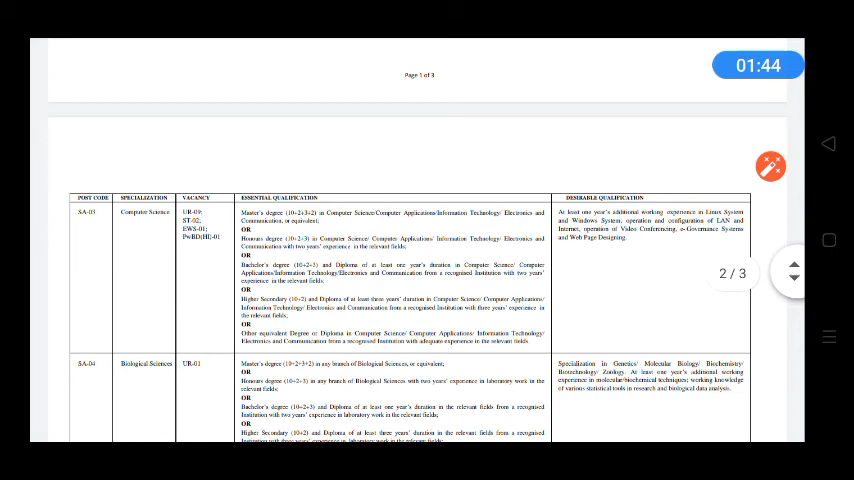 01:44
Page 1 of 3
POST CODE SPECIALIZATION VACANCY ESSENTIAL QUALIFICATION DESIRABLE QUALIFICATION
SA-03
Computer Science
UR-09;
ST-02;
EWS-01;
PwBD(HI)-01
Master's degree (10+2+3+2) in Computer Science/Computer Applications/Information Technology/ Electronics and
Communication, or equivalent;
OR
Honours degree (10+2+3) in Computer Science/ Computer Applications/ Information Technology/ Electronics and
Communication with two years' experience in the relevant fields;
OR
Bachelor's degree (10+2+3) and Diploma of at least one year's duration in Computer Science/ Computer
Applications/Information Technology/Electronics and Communication from a recognised Institution with two years'
experience in the relevant fields;
OR
Higher Secondary (10+2) and Diploma of at least three years' duration in Computer Science/ Computer Applications/
Information Technology/ Electronics and Communication from a recognised Institution with three years' experience in
the relevant fields;
OR
Other equivalent Degree or Diploma in Computer Science/ Computer Applications/ Information Technology/
Electronics and Communication from a recognised Institution with adequate experience in the relevant fields
At least one year's additional working experience in Linux System
and Windows System, operation and configuration of LAN and
Internet, operation of Video Conferencing, e- Governance Systems
and Web Page Designing.
2 / 3
SA-04
Biological Sciences
UR-01
Master's degree (10+2+3+2) in any branch of Biological Sciences, or equivalent;
OR
Honours degree (10+2+3) in any branch of Biological Sciences with two years' experience in laboratory work in the
relevant fields;
OR
Bachelor's degree (10+2+3) and Diploma of at least one year's duration in the relevant fields from a recognised
Institution with two years' experience in laboratory work in the relevant fields;
OR
Higher Secondary (10+2) and Diploma of at least three years' duration in the relevant fields from a recognised
Institution with three years' experience in laboratory work in the relevant fields;
Specialization in Genetics/ Molecular Biology/ Biochemistry/
Biotechnology/ Zoology. At least one year's additional working
experience in molecular/biochemical techniques; working knowledge
of various statistical tools in research and biological data analysis.